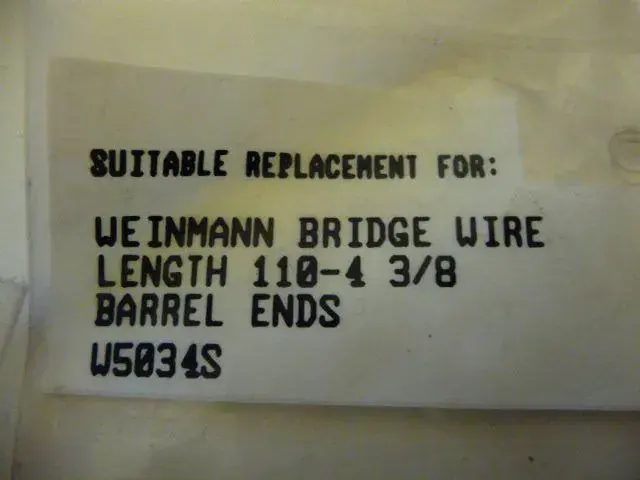 SUITABLE REPLACEMENT FOR:
WEINMANN BRIDGE WIRE
LENGTH 110-4 3/8
BARREL ENDS
W5034S